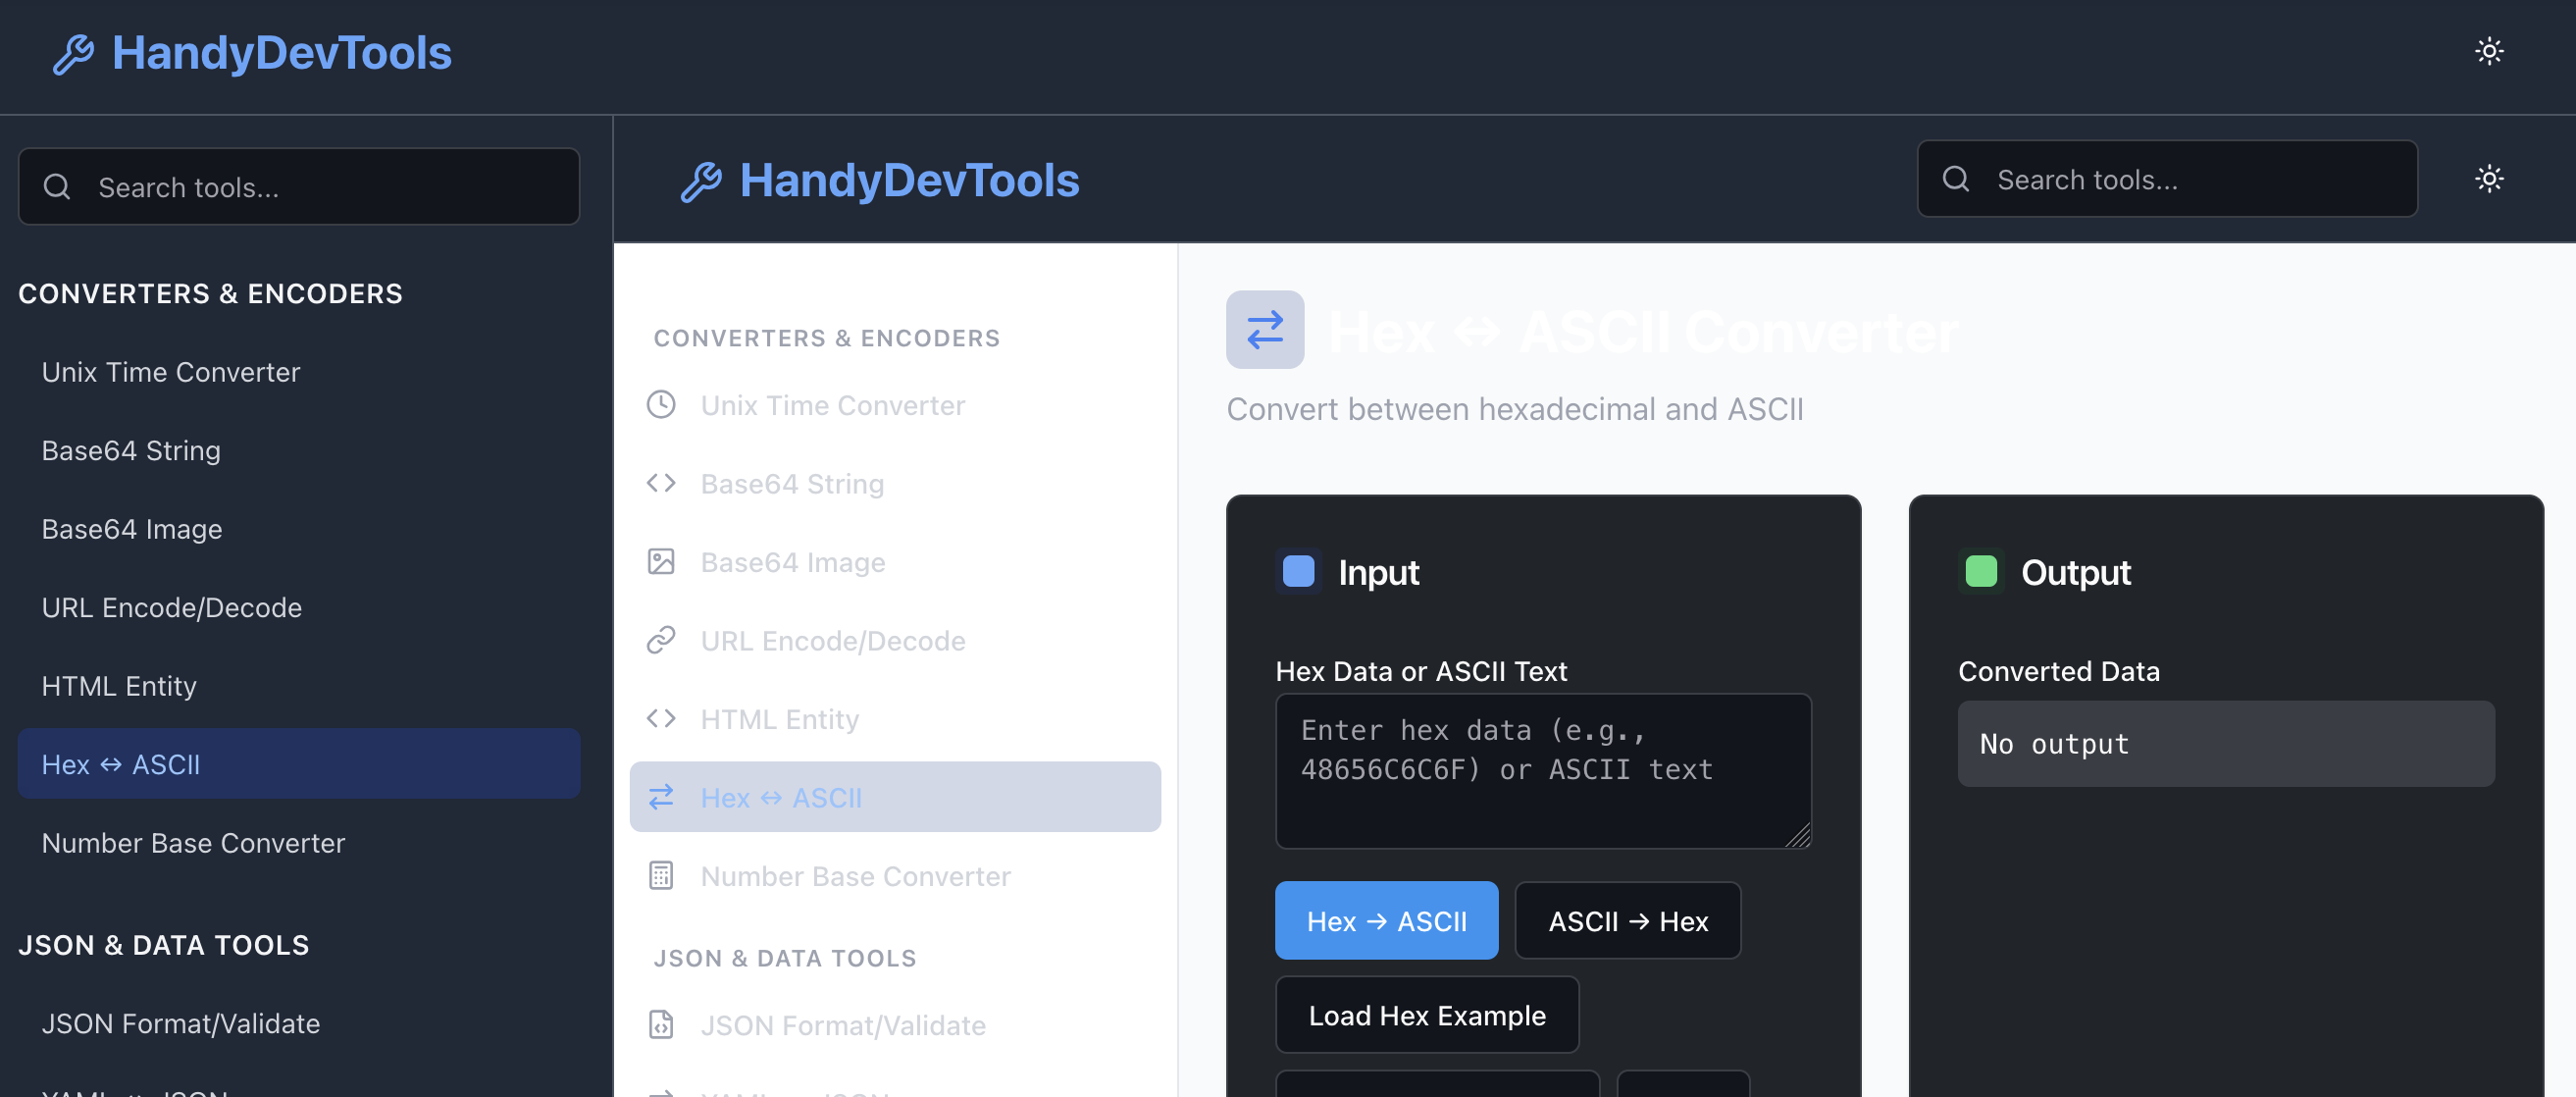 HandyDevTools
Search tools...
CONVERTERS & ENCODERS
Unix Time Converter
Base64 String
Base64 Image
URL Encode/Decode
HTML Entity
Hex ↔ ASCII
Number Base Converter
JSON & DATA TOOLS
JSON Format/Validate
HandyDevTools
Search tools...
CONVERTERS & ENCODERS
Unix Time Converter
Base64 String
Base64 Image
URL Encode/Decode
HTML Entity
Hex ↔ ASCII
Number Base Converter
JSON & DATA TOOLS
JSON Format/Validate
Hex ↔ ASCII Converter
Convert between hexadecimal and ASCII
Input
Hex Data or ASCII Text
Enter hex data (e.g.,
48656C6C6F) or ASCII text
Hex → ASCII
ASCII → Hex
Load Hex Example
Output
Converted Data
No output